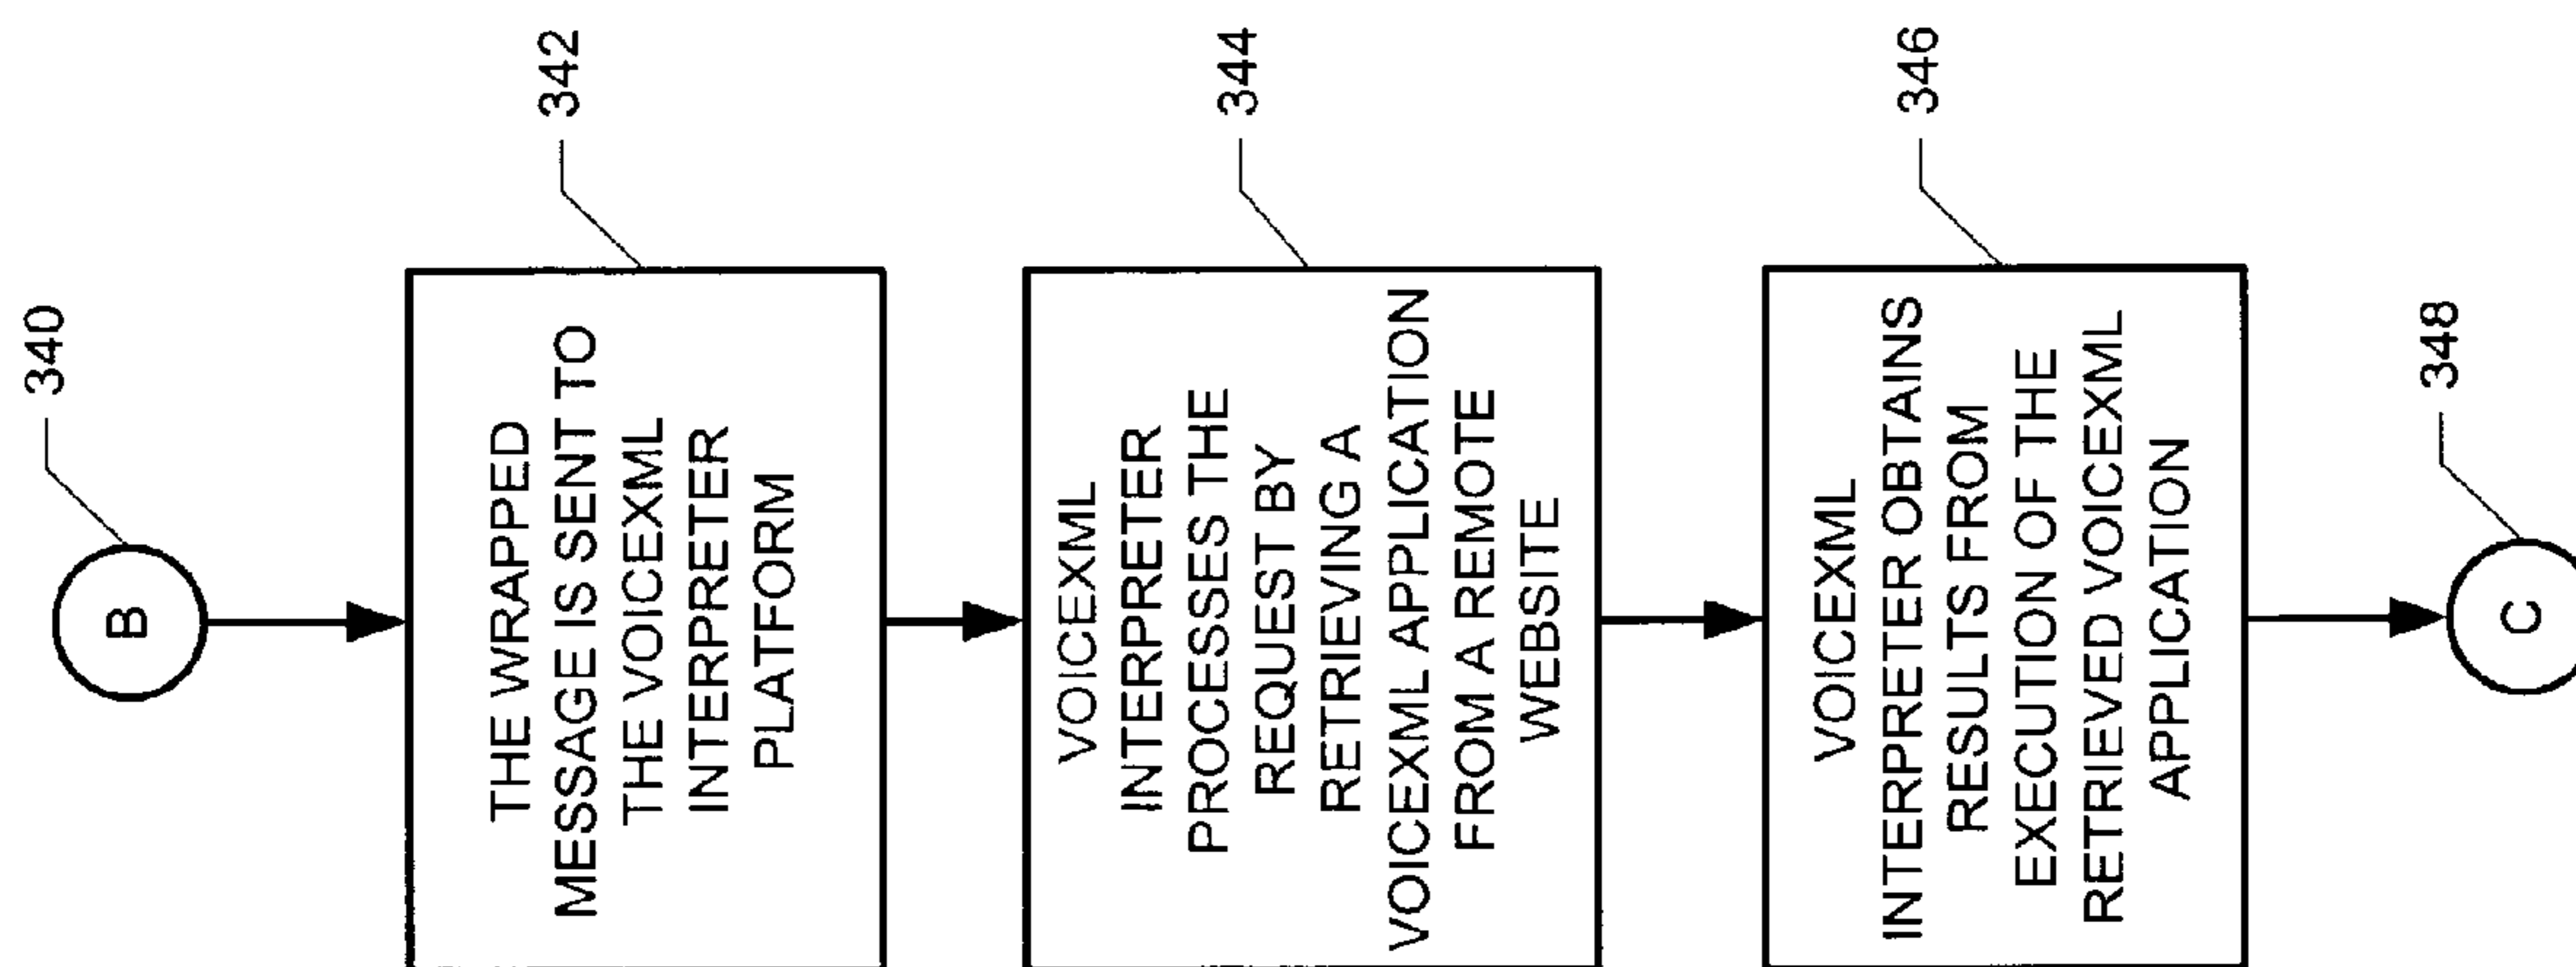 340
B
342
THE WRAPPED
MESSAGE IS SENT TO
THE VOICEXML
INTERPRETER
PLATFORM
344
VOICEXML
INTERPRETER
PROCESSES THE
REQUEST BY
RETRIEVING A
VOICEXML APPLICATION
FROM A REMOTE
WEBSITE
346
VOICEXML
INTERPRETER OBTAINS
RESULTS FROM
EXECUTION OF THE
RETRIEVED VOICEXML
APPLICATION
348
C